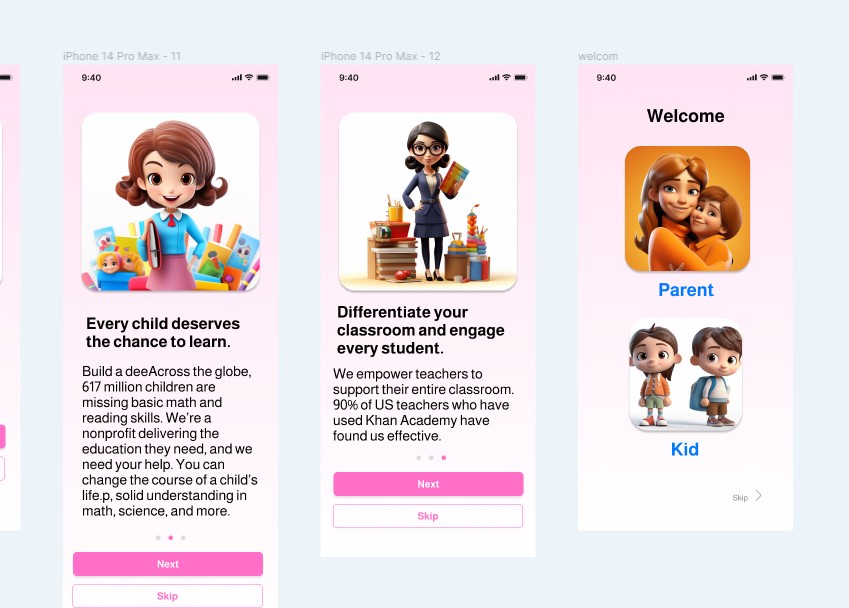 iPhone 14 Pro Max - 11
9:40
Every child deserves
the chance to learn.
Build a deeAcross the globe,
617 million children are
missing basic math and
reading skills. We're a
nonprofit delivering the
education they need, and we
need your help. You can
change the course of a child's
life.p, solid understanding in
math, science, and more.
Next
Skip
iPhone 14 Pro Max - 12
9:40
Differentiate your
classroom and engage
every student.
We empower teachers to
support their entire classroom.
90% of US teachers who have
used Khan Academy have
found us effective.
Next
Skip
welcom
9:40
Welcome
Parent
Kid
Skip